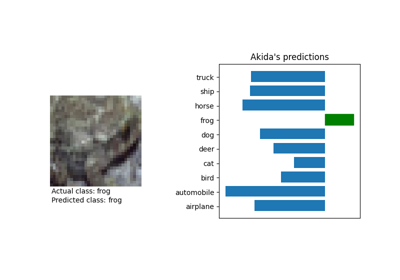 Akida's predictions
truck
ship
horse
frog
dog
deer
cat
bird
automobile
airplane
Actual class: frog
Predicted class: frog